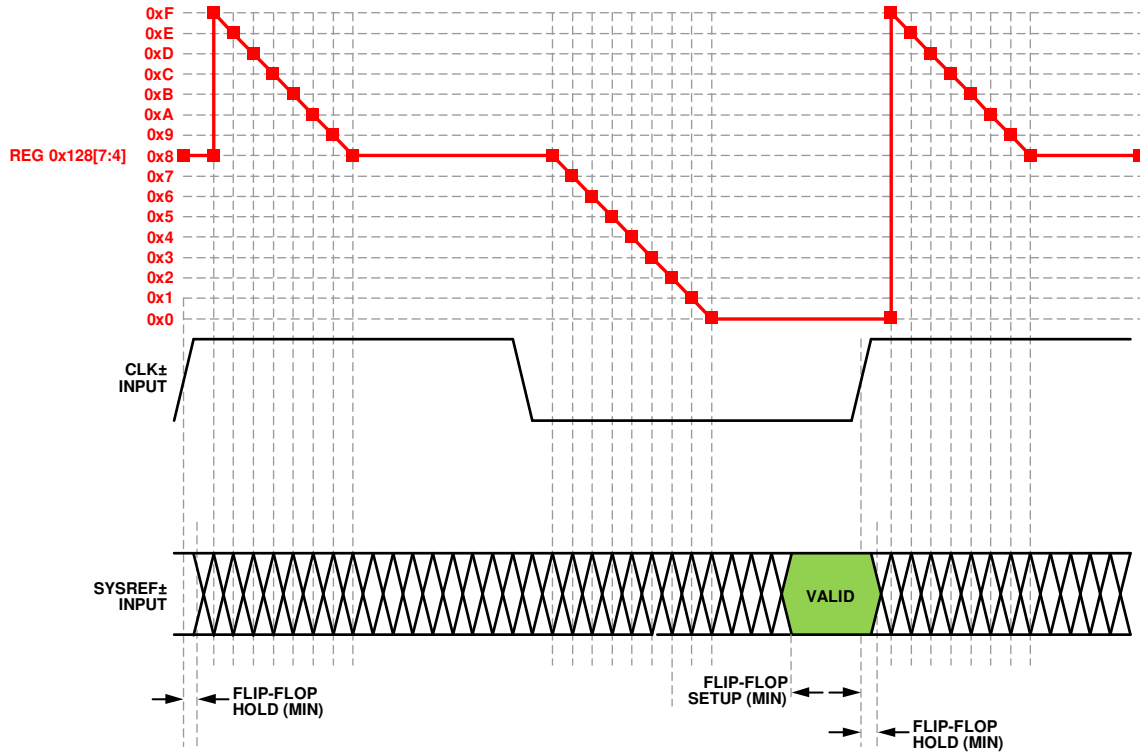 0xF
0xE
0xD
0xC
0xB
0xA
0x9
REG 0x128[7:4] 0x8
0x7
0x6
0x5
0x4
0x3
0x2
0x1
0x0
CLK±
INPUT
SYSREF±
INPUT
VALID
FLIP-FLOP
HOLD (MIN)
FLIP-FLOP
SETUP (MIN)
FLIP-FLOP
HOLD (MIN)